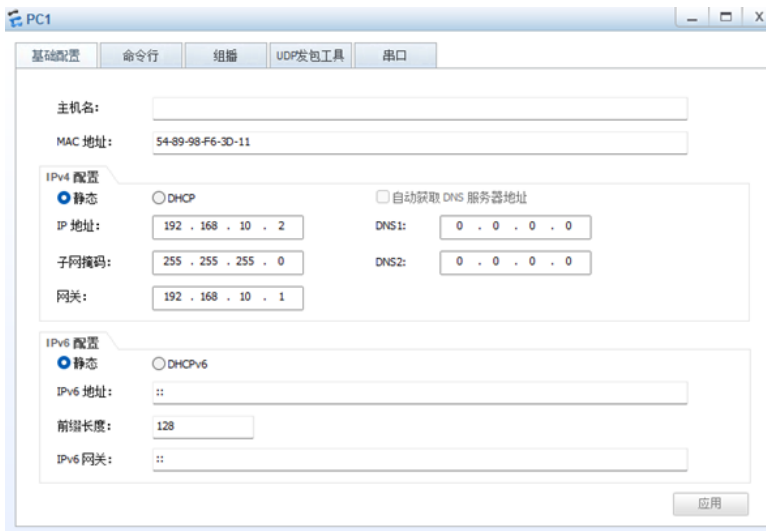 PC1
基础配置 命令行 组播 UDP发包工具 串口
主机名:
MAC 地址: 54-89-98-F6-3D-11
IPv4 配置
静态 DHCP 自动获取 DNS 服务器地址
IP 地址: 192 . 168 . 10 . 2 DNS1: 0 . 0 . 0 . 0
子网掩码: 255 . 255 . 255 . 0 DNS2: 0 . 0 . 0 . 0
网关: 192 . 168 . 10 . 1
IPv6 配置
静态 DHCPv6
IPv6 地址: ::
前缀长度: 128
IPv6 网关: ::
应用